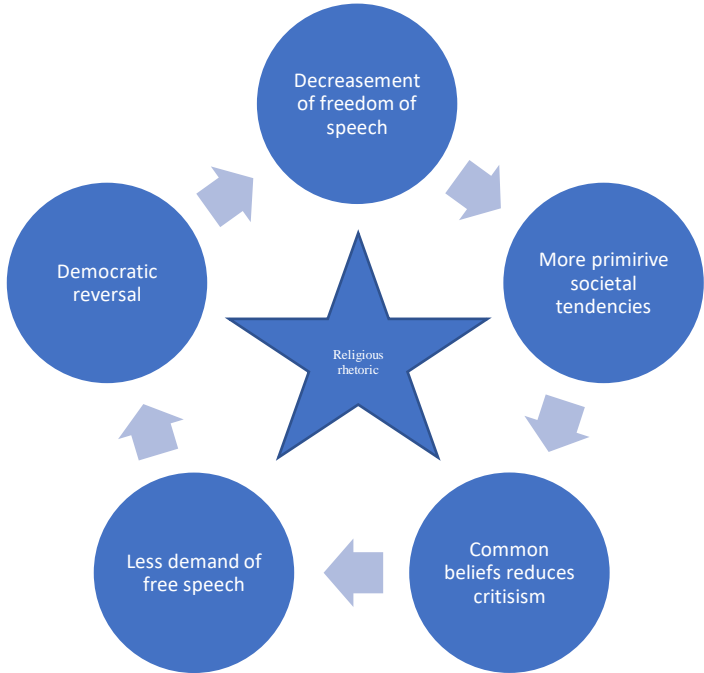 Decreasement
of freedom of
speech
More primirive
societal
tendencies
Common
beliefs reduces
critisism
Less demand of
free speech
Democratic
reversal
Religious
rhetoric